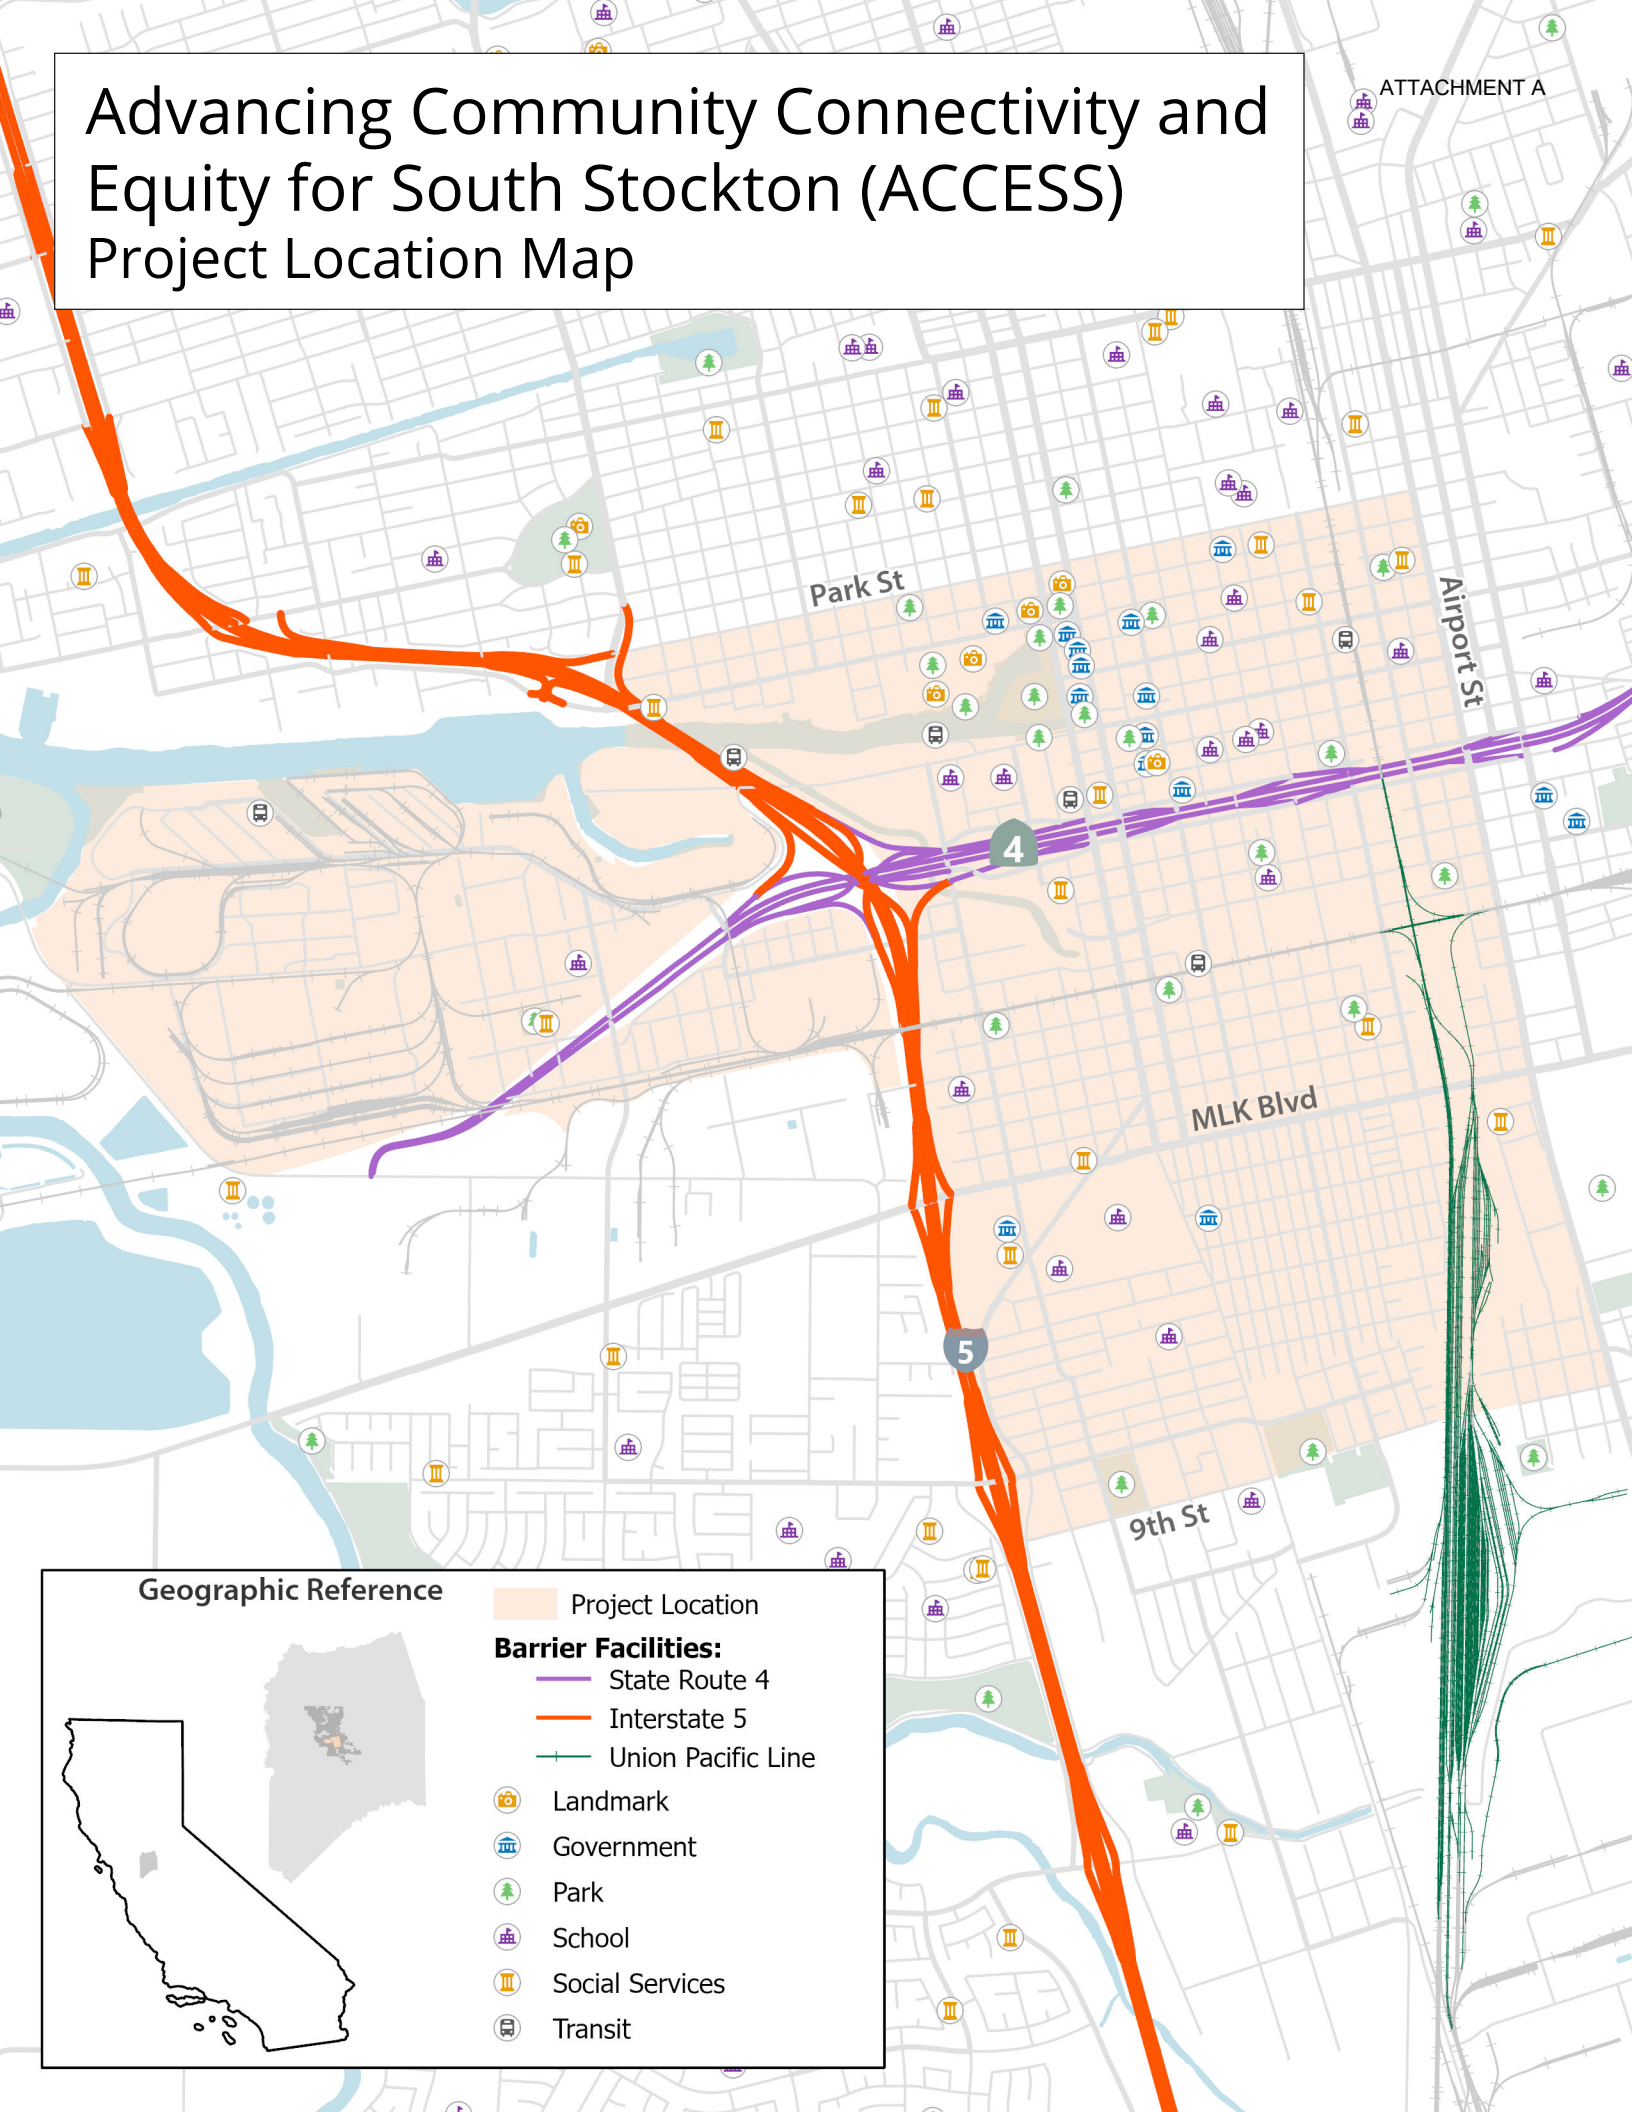 Advancing Community Connectivity and
Equity for South Stockton (ACCESS)
Project Location Map
ATTACHMENT A
Park St
Airport St
4
MLK Blvd
5
9th St
Geographic Reference
Project Location
Barrier Facilities:
State Route 4
Interstate 5
Union Pacific Line
Landmark
Government
Park
School
Social Services
Transit